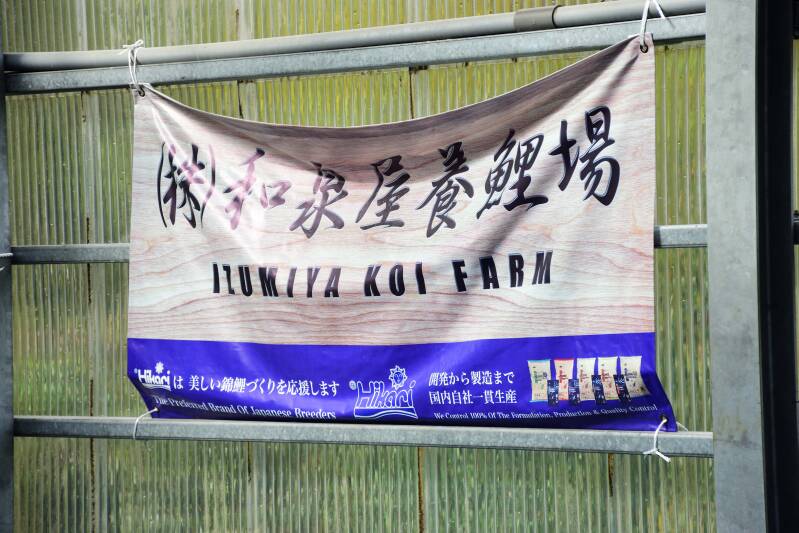 (株)和泉屋養鯉場
IZUMIYA KOI FARM
Hikari は 美しい錦鯉づくりを応援します
The Preferred Brand Of Japanese Breeders
Hikari
開発から製造まで
国内自社一貫生産
We Control 100% Of The Formulation, Production & Quality Control